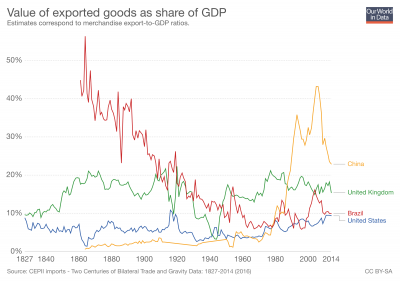 Value of exported goods as share of GDP
Estimates correspond to merchandise export-to-GDP ratios.
Our World
in Data
50%
40%
30%
20%
10%
0%
1827 1840 1860 1880 1900 1920 1940 1960 1980 2000 2014
China
United Kingdom
Brazil
United States
Source: CEPII imports - Two Centuries of Bilateral Trade and Gravity Data: 1827-2014 (2016)
CC BY-SA